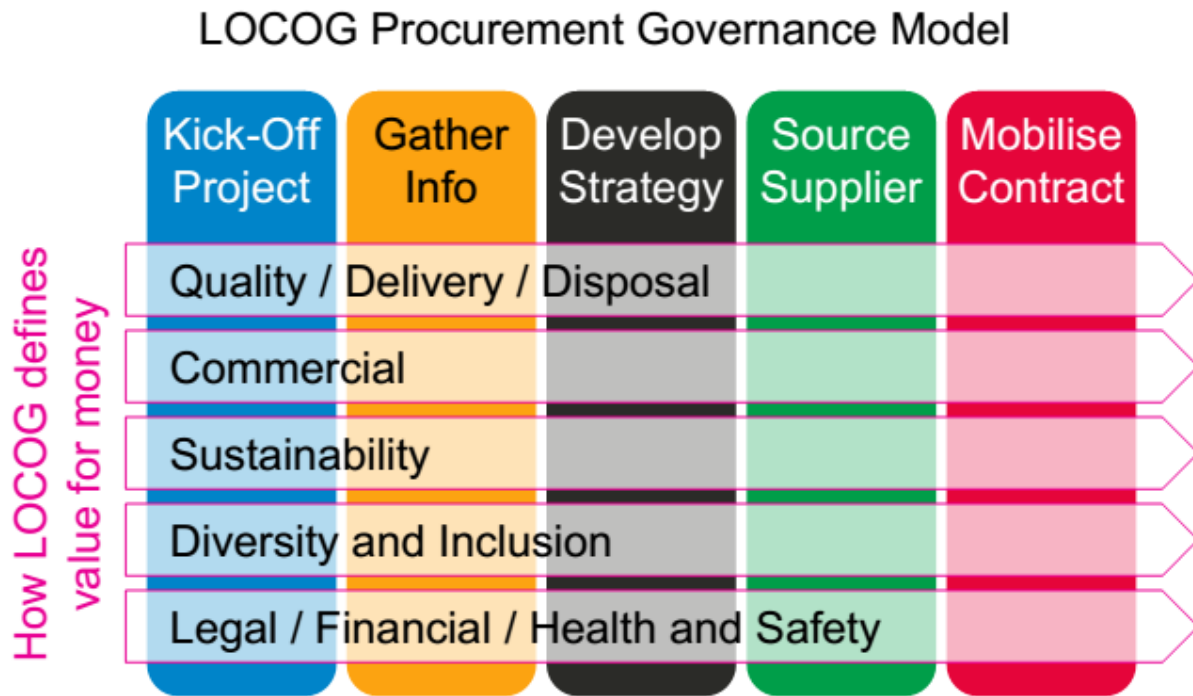 LOCOG Procurement Governance Model
Kick-Off
Project
Gather
Info
Develop
Strategy
Source
Supplier
Mobilise
Contract
How LOCOG defines
value for money
Quality / Delivery / Disposal
Commercial
Sustainability
Diversity and Inclusion
Legal / Financial / Health and Safety